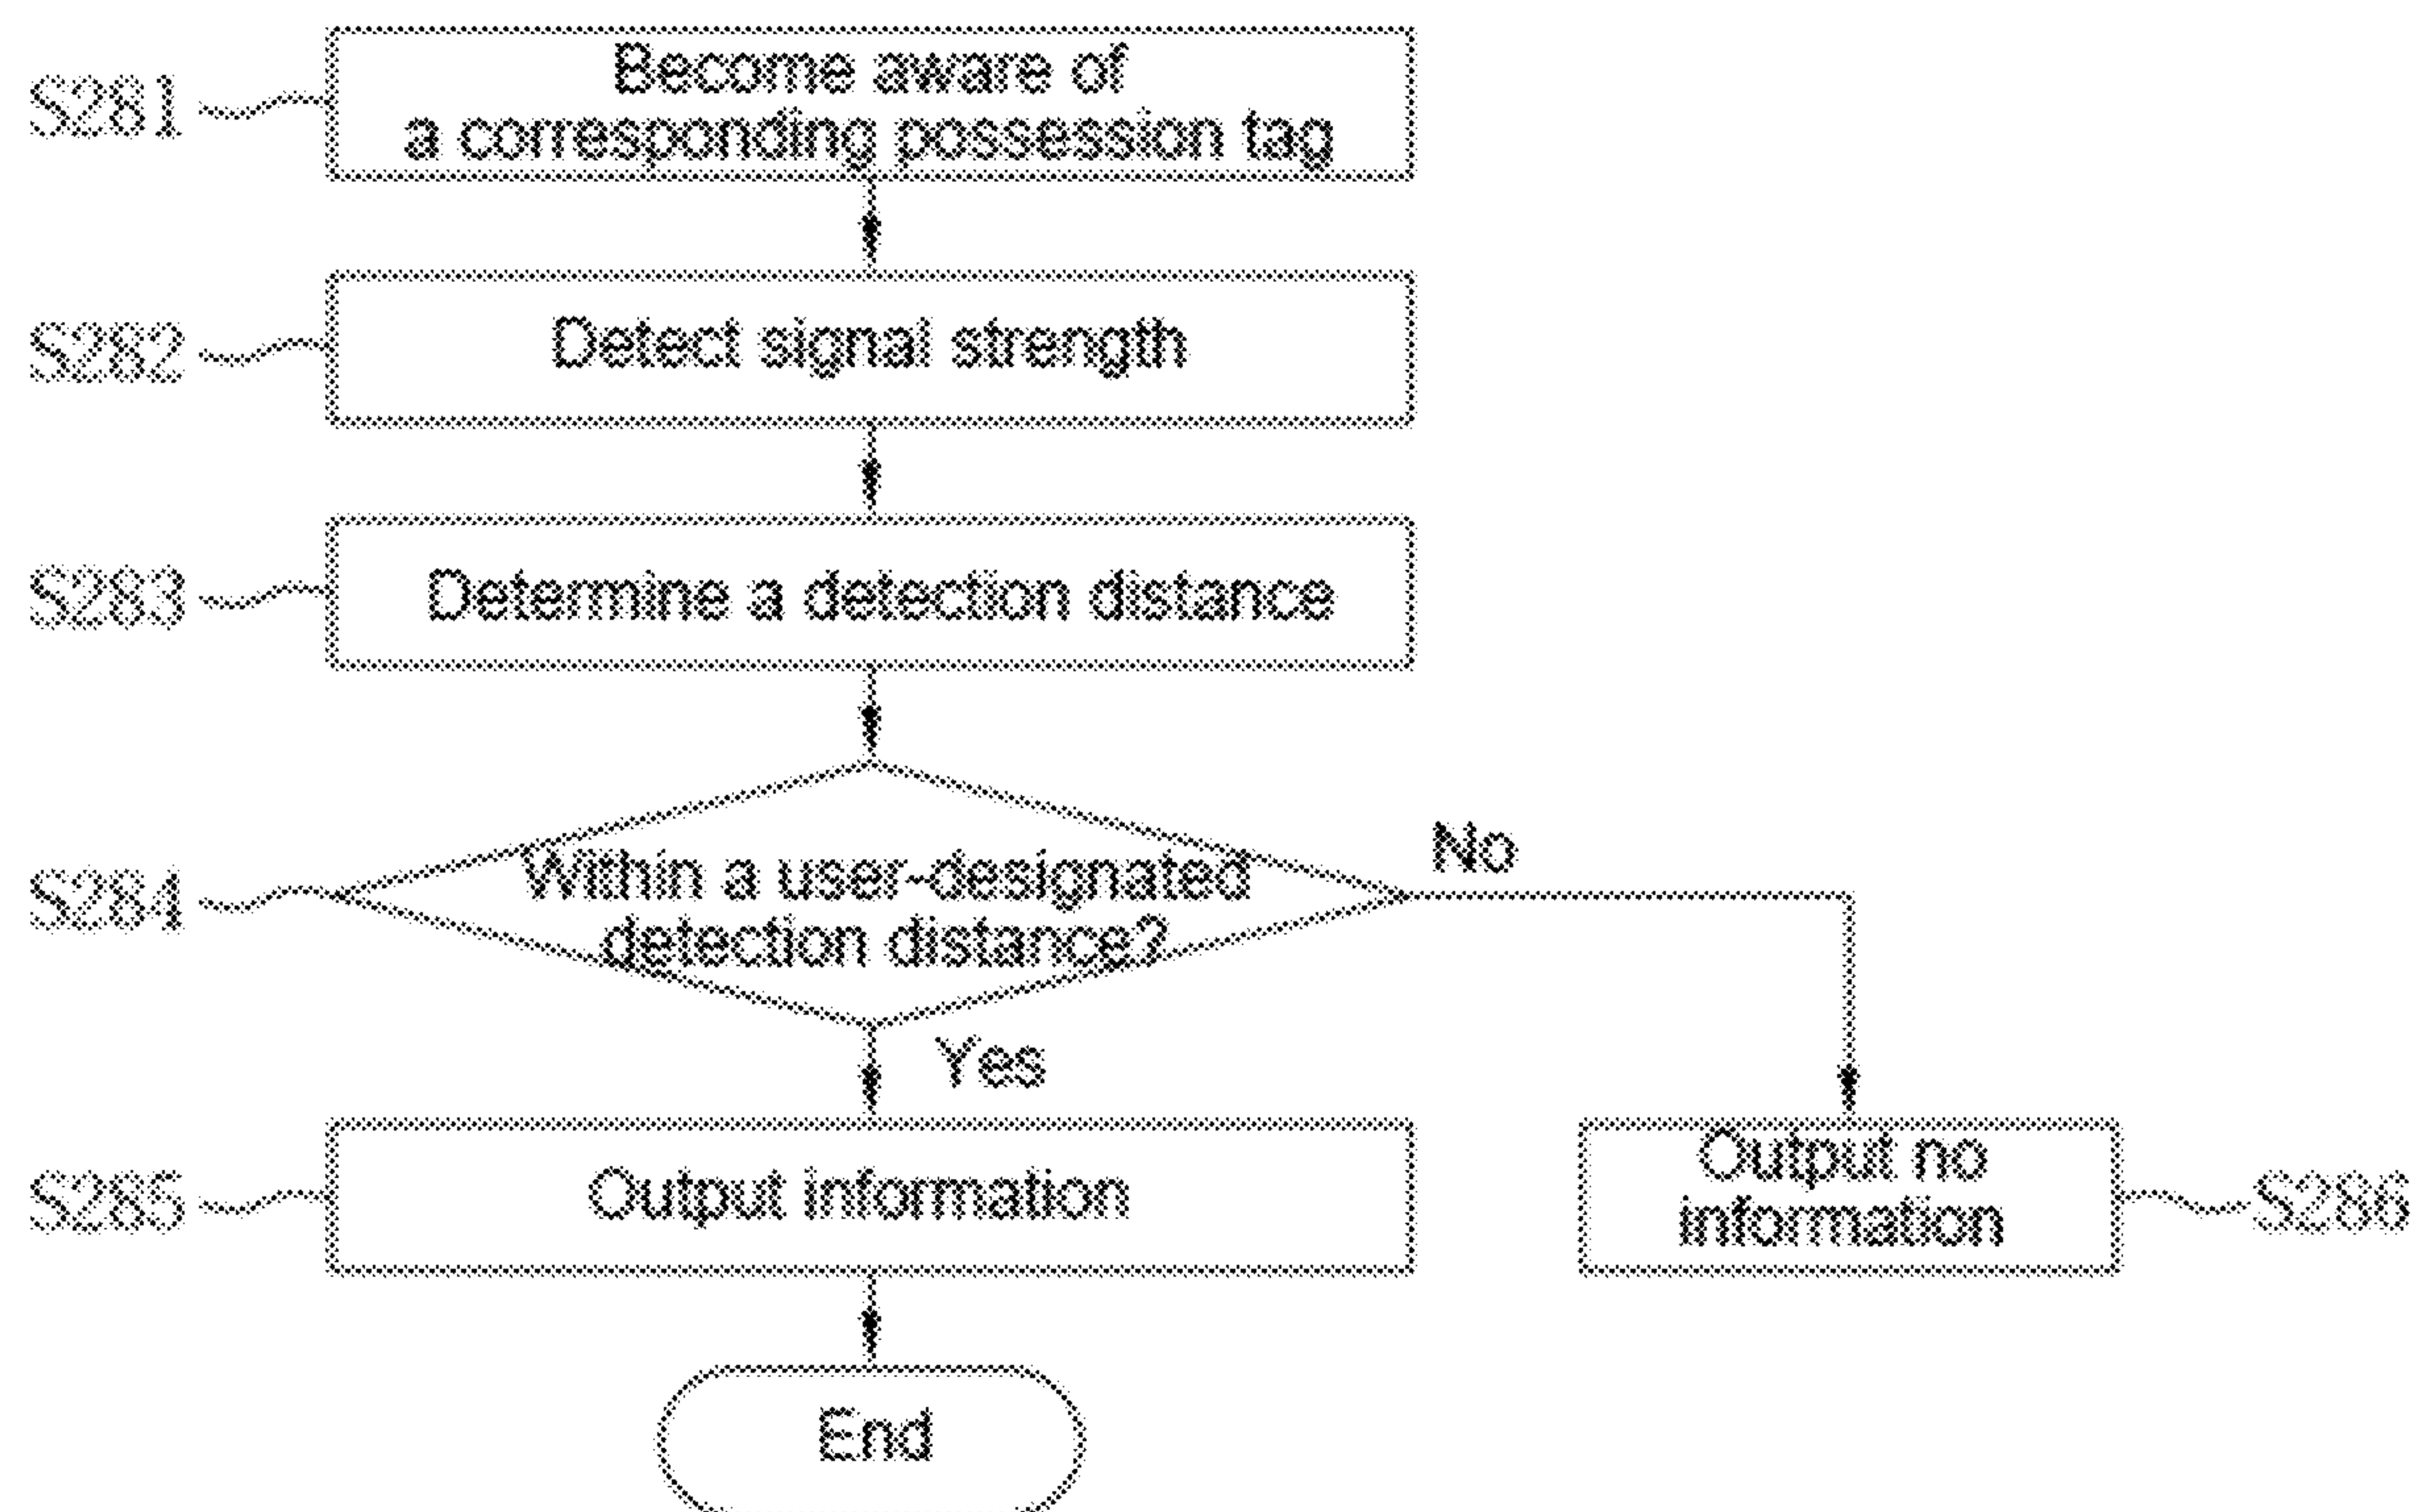 S281
Become aware of
a corresponding possession tag
S282
Detect signal strength
S283
Determine a detection distance
S284
Within a user-designated
detection distance?
No
Yes
S285
Output information
Output no
information
S286
End